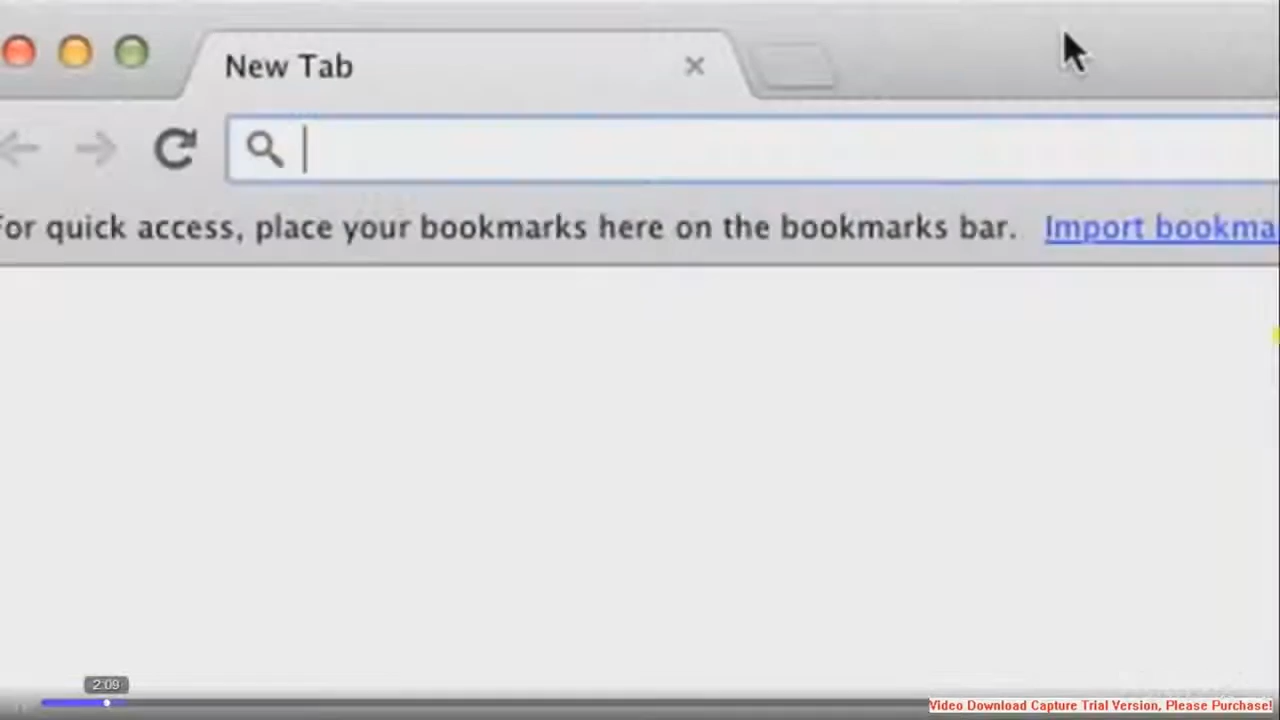 New Tab
For quick access, place your bookmarks here on the bookmarks bar. Import bookma
2:09
Video Download Capture Trial Version, Please Purchase!